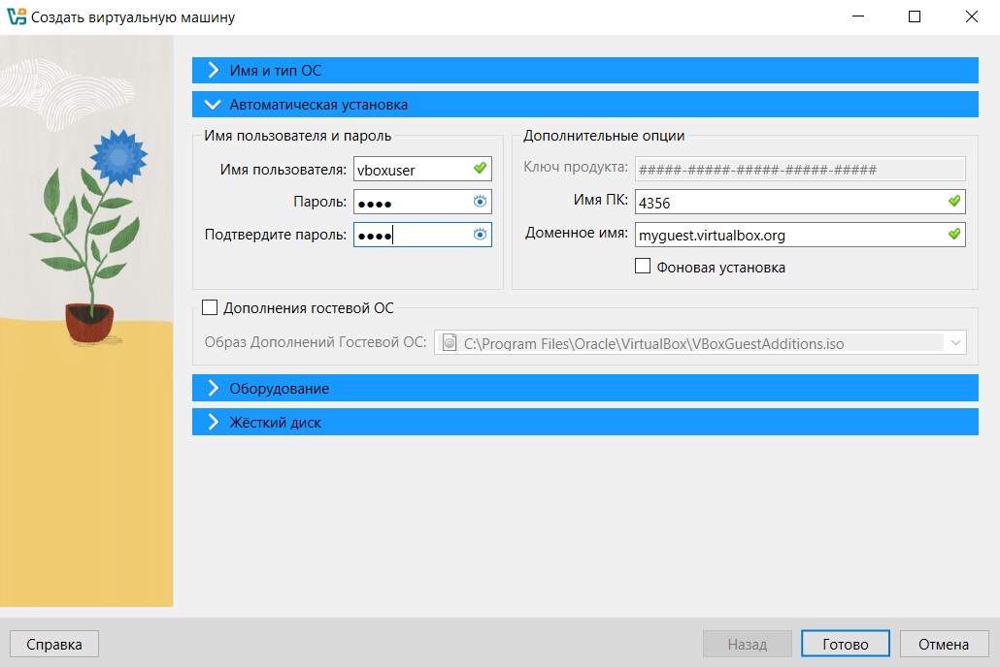 Создать виртуальную машину
Имя и тип ОС
Автоматическая установка
Имя пользователя и пароль
Имя пользователя: vboxuser
Пароль: ●●●●
Подтвердите пароль: ●●●●
Дополнительные опции
Ключ продукта: #####-#####-#####-#####-#####
Имя ПК: 4356
Доменное имя: myguest.virtualbox.org
Фоновая установка
Дополнения гостевой ОС
Образ Дополнений Гостевой ОС: C:\Program Files\Oracle\VirtualBox\VBoxGuestAdditions.iso
Оборудование
Жёсткий диск
Справка
Назад
Готово
Отмена